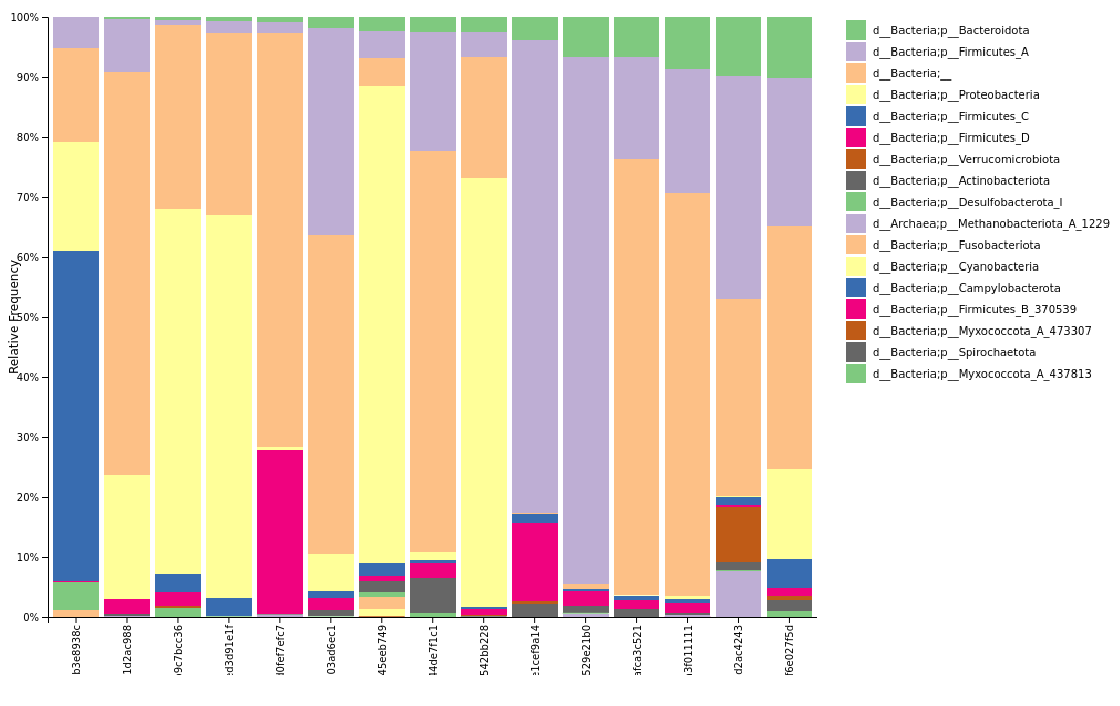 100%
90%
80%
70%
60%
50%
40%
30%
20%
10%
0%
Relative Frequency
b3e8938c
1d2ac988
9c7bcc36
ed3d91e1f
0fef7efc7
03ad6ec1
45eeb749
4de7f1c1
542bb228
e1cef9a14
529e21b0
afca3c521
3f011111
d2ac4243
f6e027f5d
d__Bacteria;p__Bacteroidota
d__Bacteria;p__Firmicutes_A
d__Bacteria;__
d__Bacteria;p__Proteobacteria
d__Bacteria;p__Firmicutes_C
d__Bacteria;p__Firmicutes_D
d__Bacteria;p__Verrucomicrobiota
d__Bacteria;p__Actinobacteriota
d__Bacteria;p__Desulfobacterota_I
d__Archaea;p__Methanobacteriota_A_1229
d__Bacteria;p__Fusobacteriota
d__Bacteria;p__Cyanobacteria
d__Bacteria;p__Campylobacterota
d__Bacteria;p__Firmicutes_B_370539
d__Bacteria;p__Myxococcota_A_473307
d__Bacteria;p__Spirochaetota
d__Bacteria;p__Myxococcota_A_437813